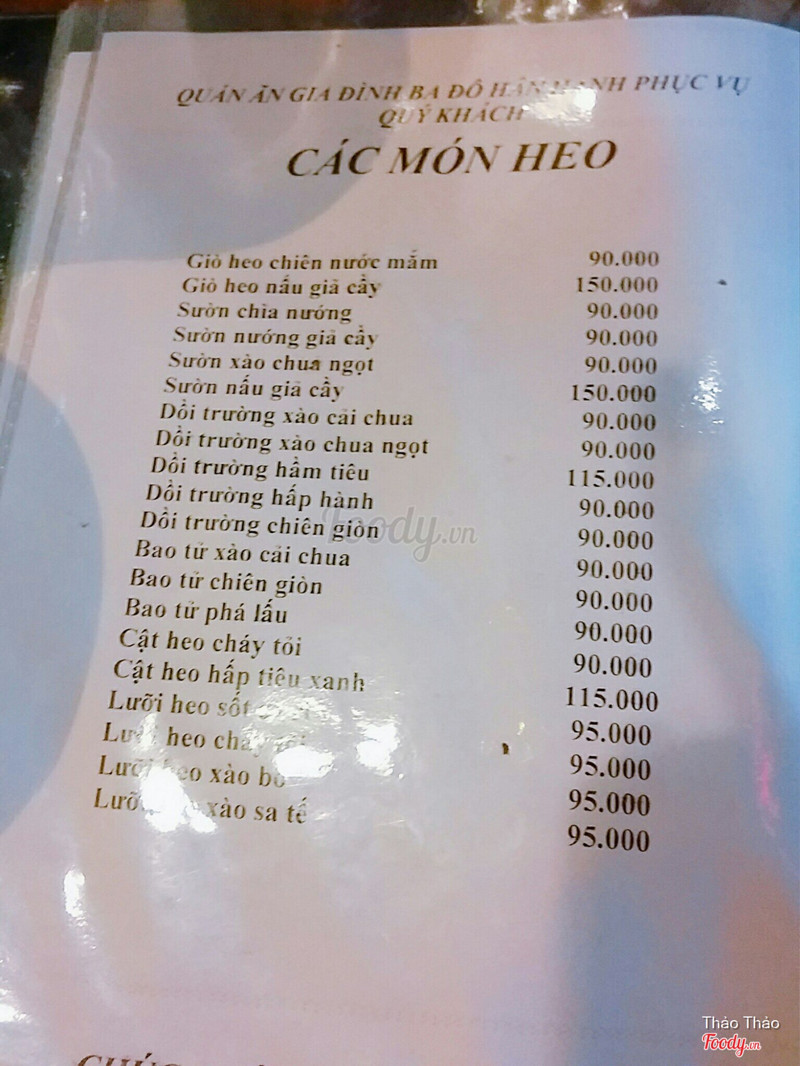 QUÁN ĂN GIA ĐÌNH BA ĐÔ HÂN HẠNH PHỤC VỤ
QUÝ KHÁCH
CÁC MÓN HEO
Giò heo chiên nước mắm 90.000
Giò heo nấu giả cầy 150.000
Sườn chìa nướng 90.000
Sườn nướng giả cầy 90.000
Sườn xào chua ngọt 90.000
Sườn nấu giả cầy 150.000
Dồi trường xào cải chua 90.000
Dồi trường xào chua ngọt 90.000
Dồi trường hầm tiêu 115.000
Dồi trường hấp hành 90.000
Dồi trường chiên giòn 90.000
Bao tử xào cải chua 90.000
Bao tử chiên giòn 90.000
Bao tử phá lấu 90.000
Cật heo cháy tỏi 90.000
Cật heo hấp tiêu xanh 115.000
Lưỡi heo sốt 95.000
Lưỡi heo cháy tỏi 95.000
Lưỡi heo xào 95.000
Lưỡi heo xào sa tế 95.000
Foody.vn
Thảo Thảo
Foody.vn